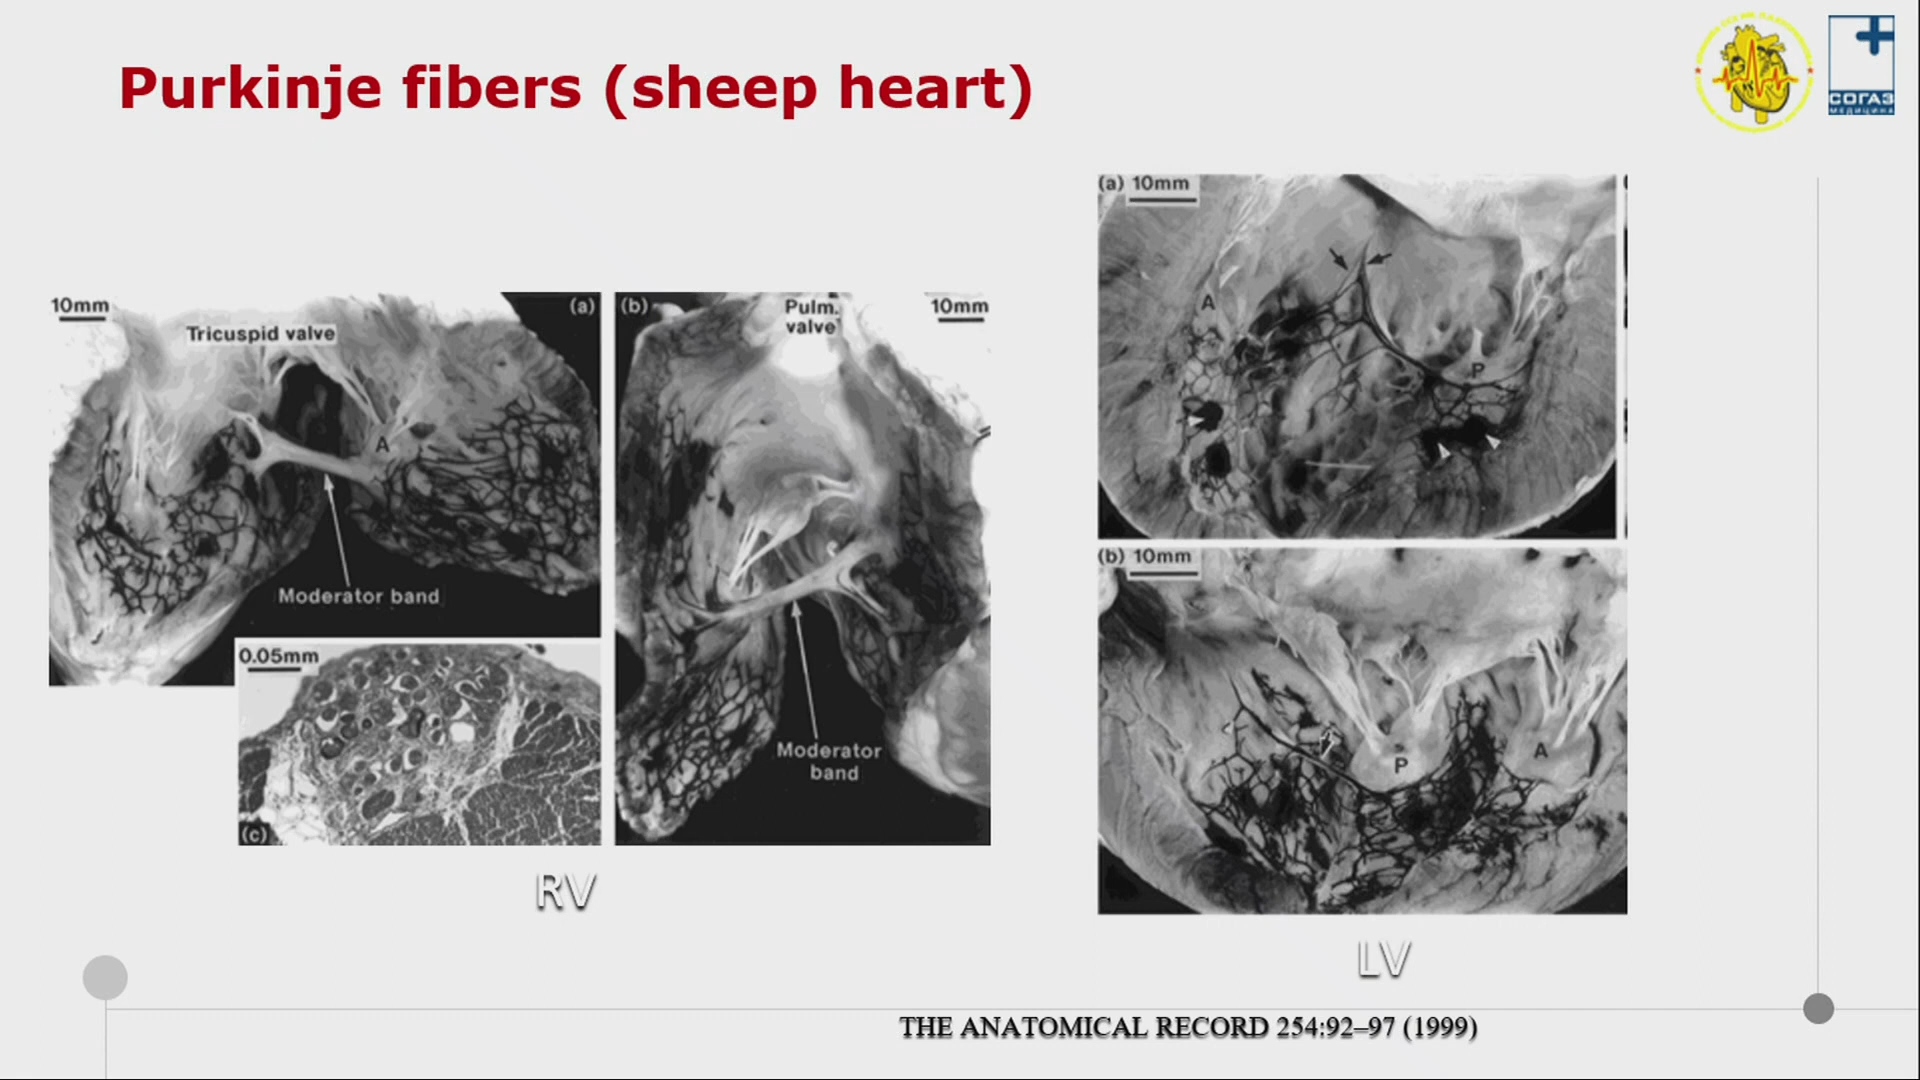 Purkinje fibers (sheep heart)
СОГАЗ
медицина
10mm
(a)
Tricuspid valve
A
Moderator band
0.05mm
(c)
(b)
Pulm.
valve
10mm
Moderator
band
RV
(a) 10mm
A
P
(b) 10mm
P
A
LV
THE ANATOMICAL RECORD 254:92–97 (1999)